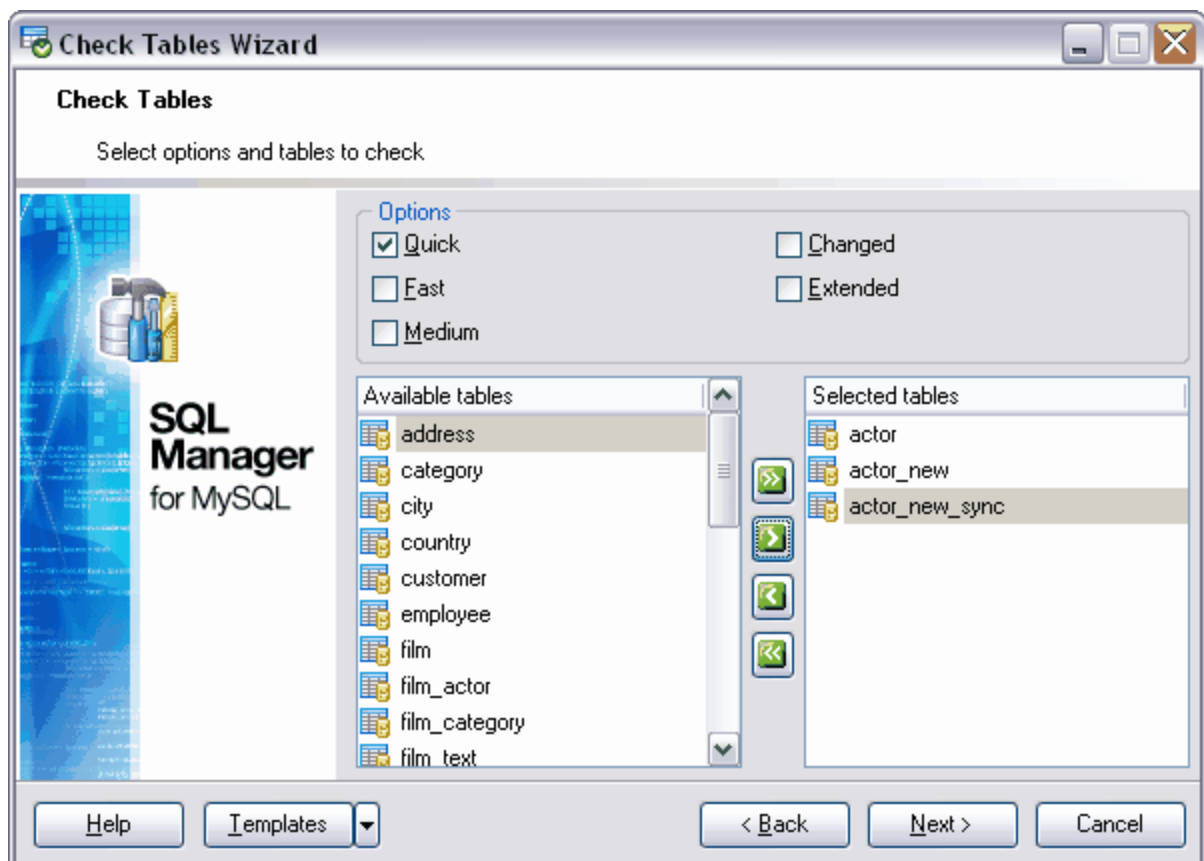 Check Tables Wizard
Check Tables
Select options and tables to check
Options
Quick
Changed
Fast
Extended
Medium
SQL
Manager
for MySQL
Available tables
address
category
city
country
customer
employee
film
film_actor
film_category
film_text
Selected tables
actor
actor_new
actor_new_sync
Help
Templates
< Back
Next >
Cancel